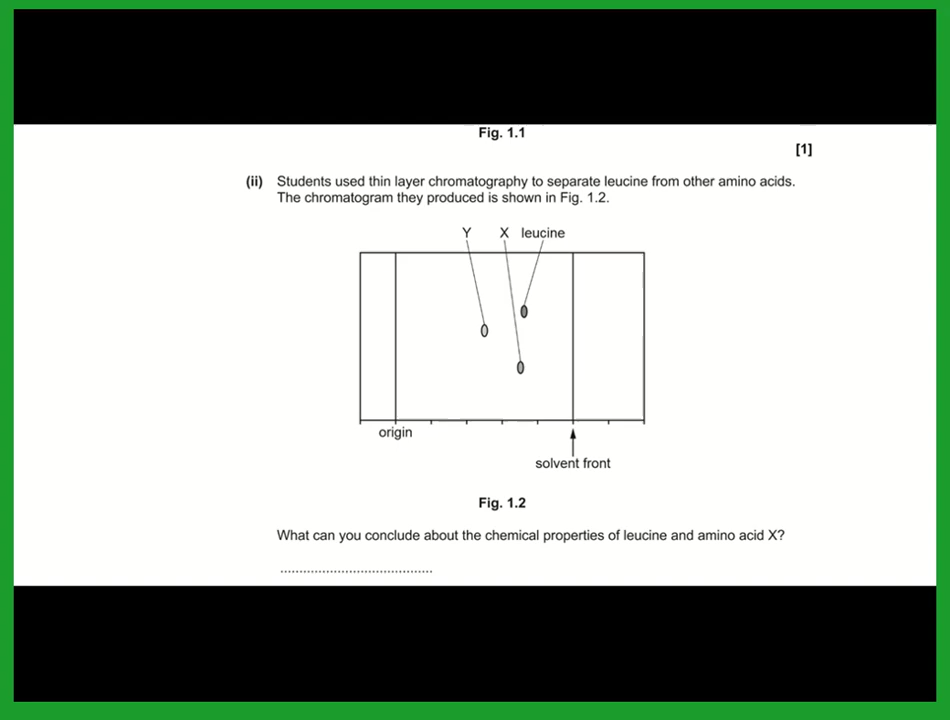 Fig. 1.1
[1]
(ii) Students used thin layer chromatography to separate leucine from other amino acids.
The chromatogram they produced is shown in Fig. 1.2.
Y X leucine
origin
solvent front
Fig. 1.2
What can you conclude about the chemical properties of leucine and amino acid X?
........................................